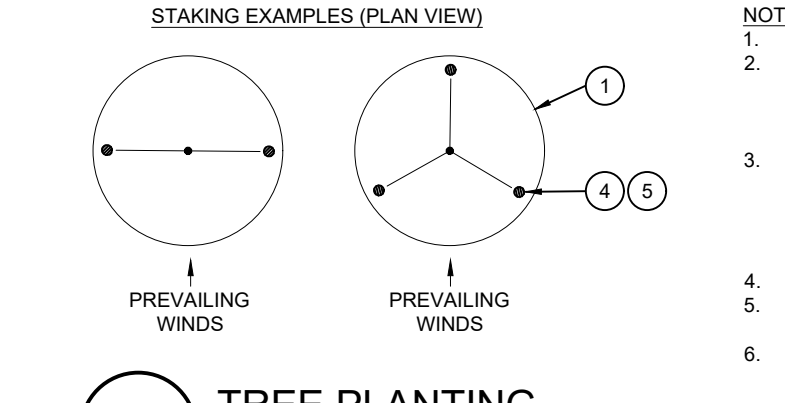 STAKING EXAMPLES (PLAN VIEW)
1
4 5
PREVAILING
WINDS
PREVAILING
WINDS
TREE PLANTING
NOT
1.
2.
3.
4.
5.
6.